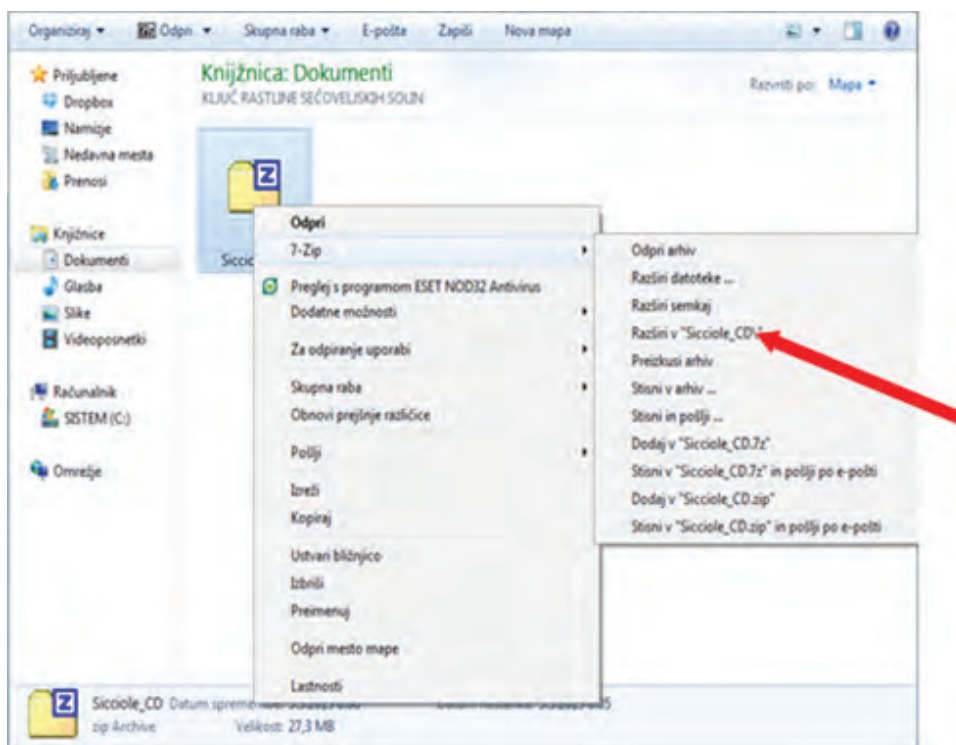 Organiziraj Odpri Skupna raba E-pošta Zapiši Nova mapa
Priljubljene
Dropbox
Namizje
Nedavna mesta
Prenosi
Knjižnice
Dokumenti
Glasba
Slike
Videoposnetki
Računalnik
SISTEM (C:)
Omrežje
Knjižnica: Dokumenti
KLJUČ RASTLINE SEČOVELJSKIH SOLIN
Razvrsti po: Mapa
Z
Odpri
7-Zip
Preglej s programom ESET NOD32 Antivirus
Dodatne možnosti
Za odpiranje uporabi
Skupna raba
Obnovi prejšnje različice
Pošlji
Izreži
Kopiraj
Ustvari bližnjico
Izbriši
Preimenuj
Odpri mesto mape
Lastnosti
Odpri arhiv
Razširi datoteke ...
Razširi semkaj
Razširi v "Sicciole_CD\"
Preizkusi arhiv
Stisni v arhiv ...
Stisni in pošlji ...
Dodaj v "Sicciole_CD.7z"
Stisni v "Sicciole_CD.7z" in pošlji po e-pošti
Dodaj v "Sicciole_CD.zip"
Stisni v "Sicciole_CD.zip" in pošlji po e-pošti
Z
Sicciole_CD Datum
zip Archive Velikost: 27,3 MB